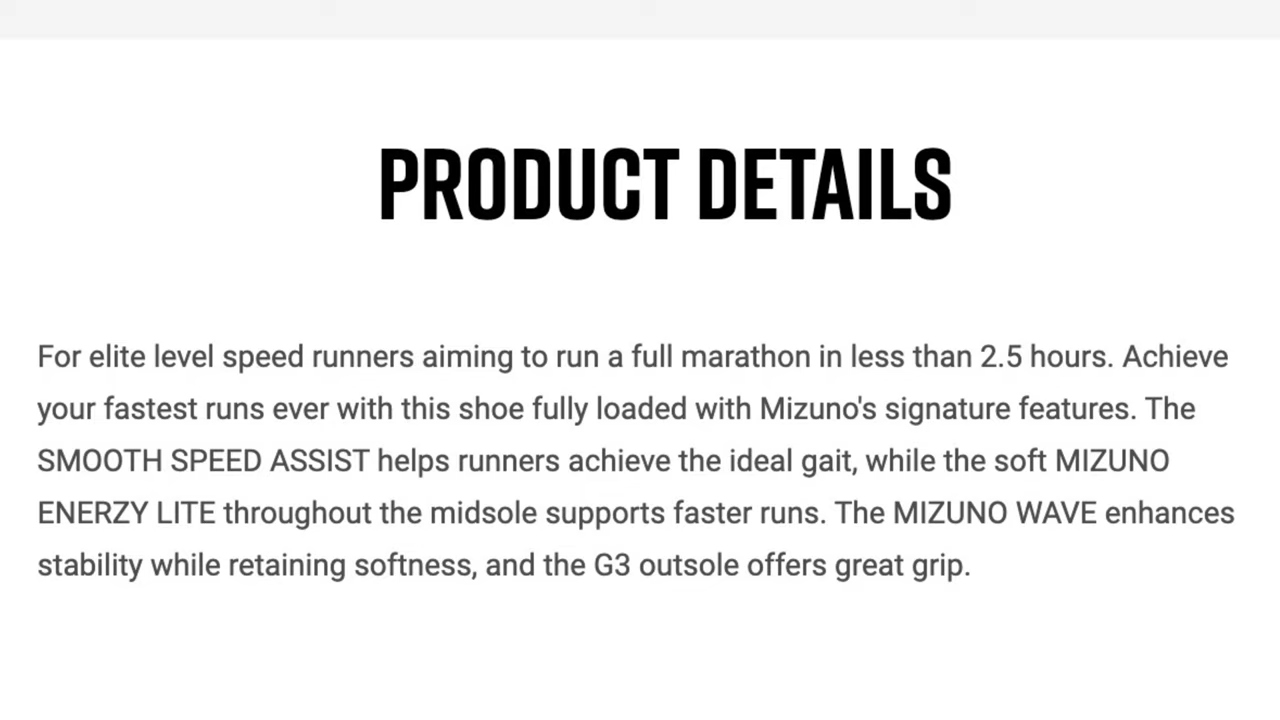 PRODUCT DETAILS
For elite level speed runners aiming to run a full marathon in less than 2.5 hours. Achieve
your fastest runs ever with this shoe fully loaded with Mizuno's signature features. The
SMOOTH SPEED ASSIST helps runners achieve the ideal gait, while the soft MIZUNO
ENERZY LITE throughout the midsole supports faster runs. The MIZUNO WAVE enhances
stability while retaining softness, and the G3 outsole offers great grip.